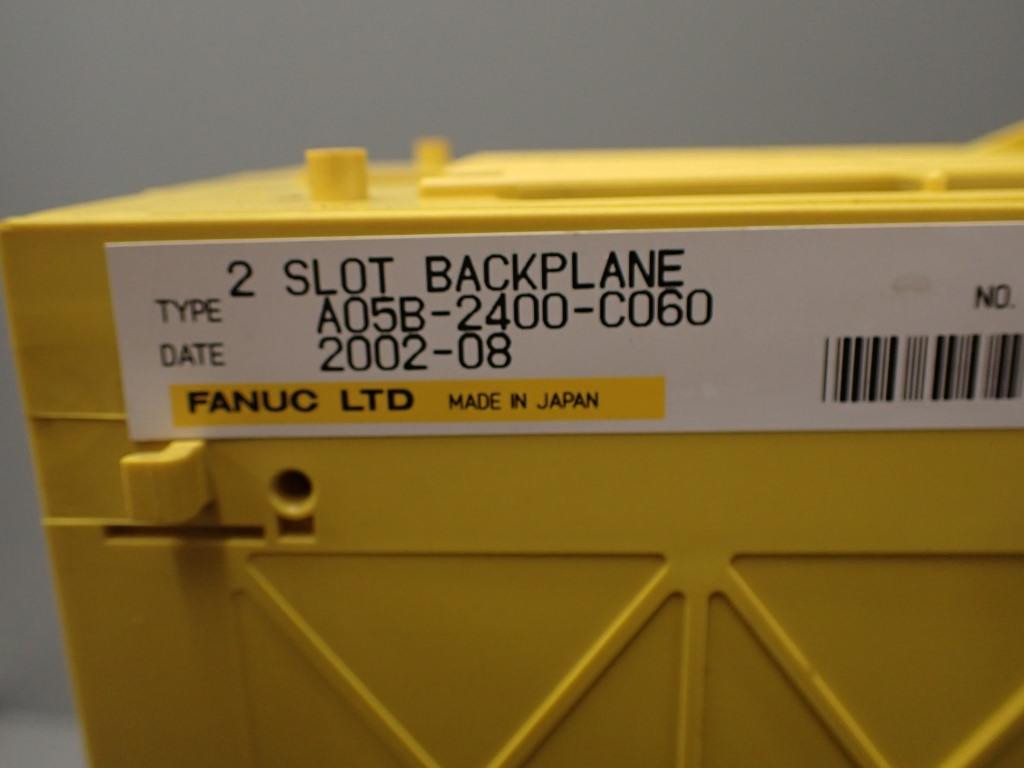 2 SLOT BACKPLANE
TYPE A05B-2400-C060
NO.
DATE 2002-08
FANUC LTD MADE IN JAPAN